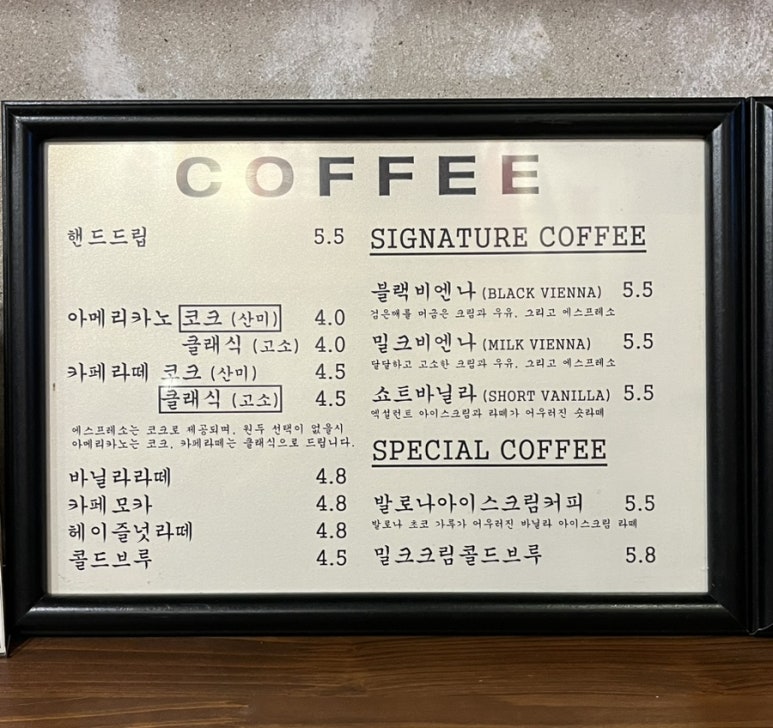 COFFEE
핸드드립 5.5
아메리카노 코크 (산미) 4.0
클래식 (고소) 4.0
카페라떼 코크 (산미) 4.5
클래식 (고소) 4.5
에스프레소는 코크로 제공되며, 원두 선택이 없을시
아메리카노는 코크, 카페라떼는 클래식으로 드립니다.
바닐라라떼 4.8
카페모카 4.8
헤이즐넛라떼 4.8
콜드브루 4.5
SIGNATURE COFFEE
블랙비엔나 (BLACK VIENNA) 5.5
검은깨를 머금은 크림과 우유, 그리고 에스프레소
밀크비엔나 (MILK VIENNA) 5.5
달달하고 고소한 크림과 우유, 그리고 에스프레소
쇼트바닐라 (SHORT VANILLA) 5.5
엑설런트 아이스크림과 라떼가 어우러진 숏라떼
SPECIAL COFFEE
발로나아이스크림커피 5.5
발로나 초코 가루가 어우러진 바닐라 아이스크림 라떼
밀크크림콜드브루 5.8